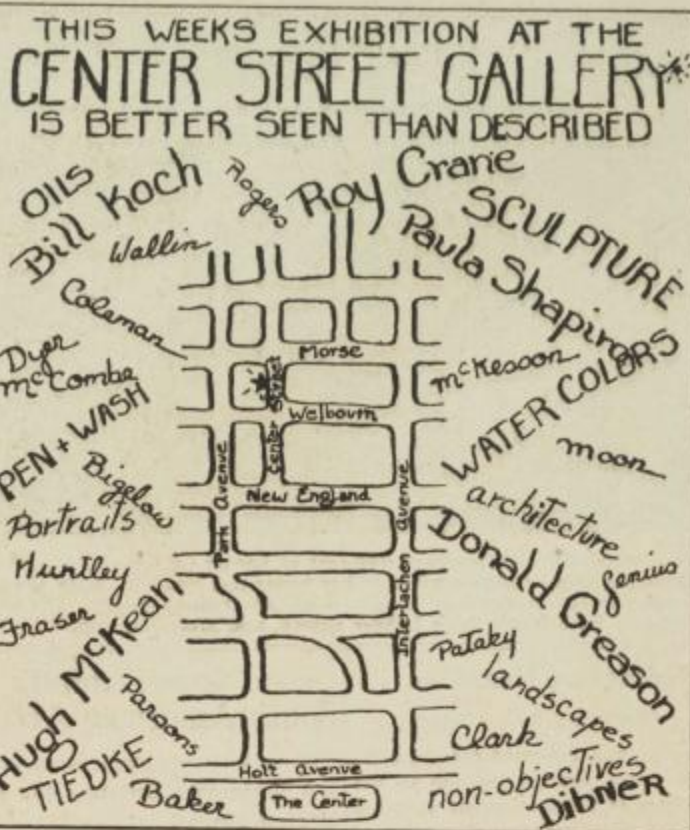 THIS WEEKS EXHIBITION AT THE
CENTER STREET GALLERY
IS BETTER SEEN THAN DESCRIBED
OILS
Bill Koch
Rogers
Roy Crane
SCULPTURE
Paula Shapiro
Wallin
Coleman
Dyer
McCombe
PEN + WASH
Bigelow
Portraits
Huntley
Fraser
Hugh McKean
TIEDKE
Parsons
Baker
Morse
Center Street
Welbourn
Park Avenue
New England
Interlachen Avenue
Holt Avenue
The Center
McKesson
WATER COLORS
moon
architecture
Genius
Donald Greason
Pataky
landscapes
Clark
non-objectives
Dibner